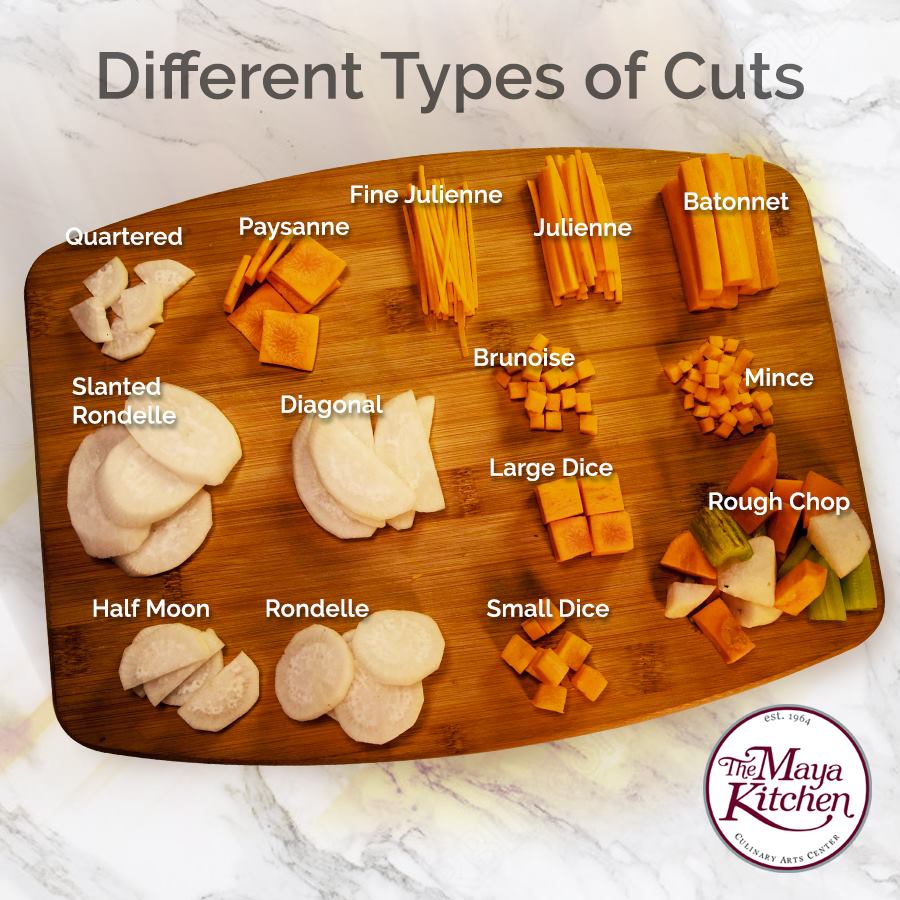 Different Types of Cuts
Fine Julienne
Julienne
Batonnet
Quartered
Paysanne
Brunoise
Mince
Slanted
Rondelle
Diagonal
Large Dice
Rough Chop
Half Moon
Rondelle
Small Dice
est. 1964
The Maya
Kitchen
Culinary Arts Center